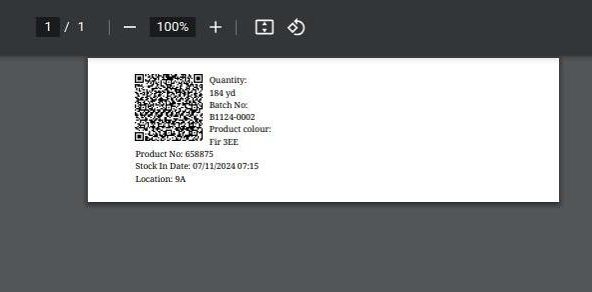 1 / 1 | — 100% + |
Quantity:
184 yd
Batch No:
B1124-0002
Product colour:
Fir 3EE
Product No: 658875
Stock In Date: 07/11/2024 07:15
Location: 9A